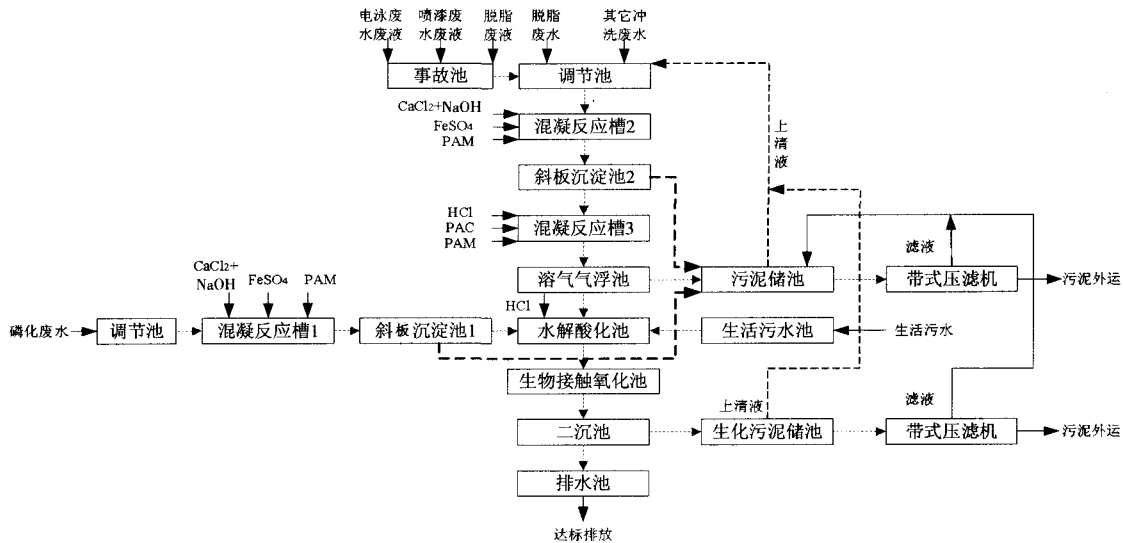 电泳废 喷漆废 脱脂 脱脂 其它冲
水废液 水废液 废液 废水 洗废水
事故池 调节池
CaCl2+NaOH
FeSO4 混凝反应槽2
PAM
上清液
斜板沉淀池2
HCl
PAC 混凝反应槽3
PAM
滤液
CaCl2+ FeSO4 PAM
NaOH
溶气气浮池 污泥储池 带式压滤机 污泥外运
HCl
磷化废水 调节池 混凝反应槽1 斜板沉淀池1 水解酸化池 生活污水池 生活污水
生物接触氧化池
上清液 滤液
二沉池 生化污泥储池 带式压滤机 污泥外运
排水池
达标排放